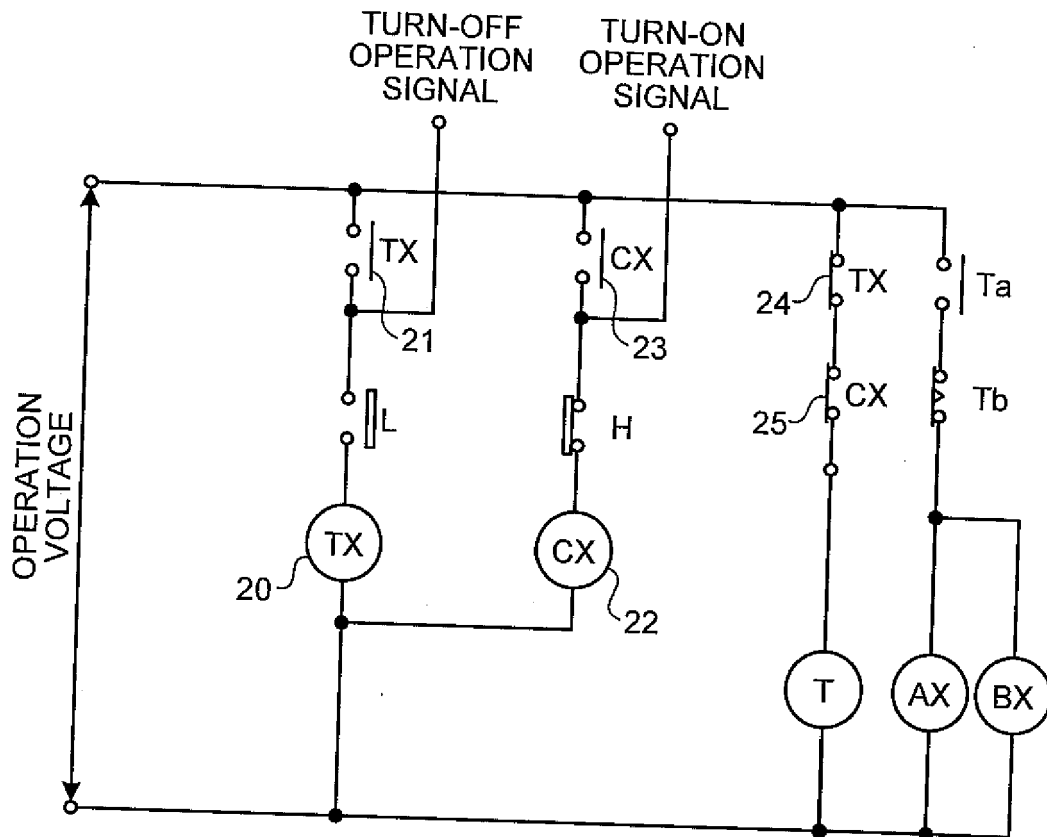 TURN-OFF
OPERATION
SIGNAL
TURN-ON
OPERATION
SIGNAL
TX
21
CX
23
24
TX
Ta
L
H
25
CX
Tb
OPERATION
VOLTAGE
TX
20
CX
22
T
AX
BX